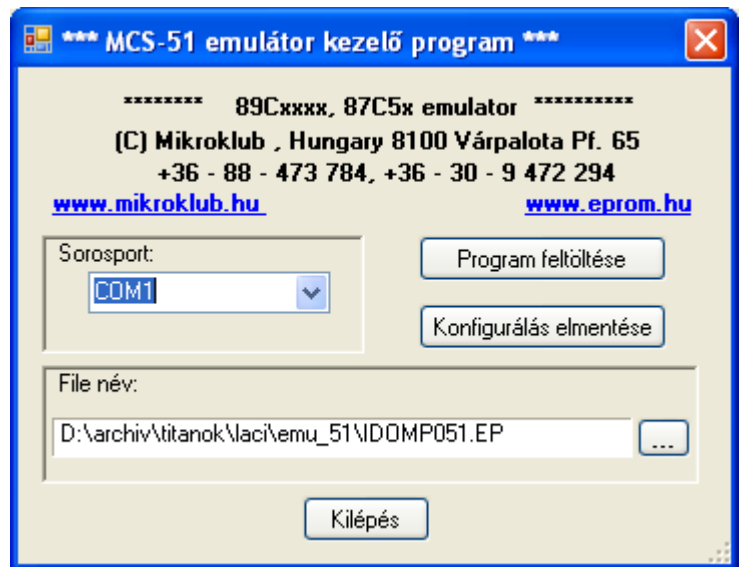 *** MCS-51 emulátor kezelő program ***
******** 89Cxxxx, 87C5x emulator **********
(C) Mikroklub , Hungary 8100 Várpalota Pf. 65
+36 - 88 - 473 784, +36 - 30 - 9 472 294
www.mikroklub.hu www.eprom.hu
Sorosport:
COM1
Program feltöltése
Konfigurálás elmentése
File név:
D:\archiv\titanok\laci\emu_51\IDOMP051.EP
...
Kilépés